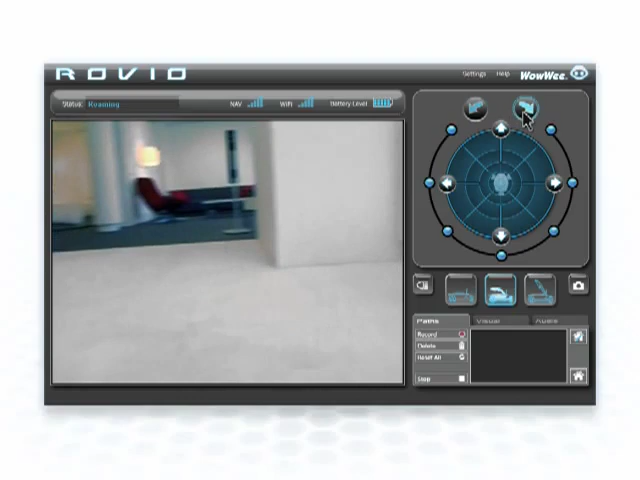 ROVIO
Settings Help WowWee
Status: Roaming NAV WiFi Battery Level
Paths Visual Audio
Record
Delete
Reset All
Stop